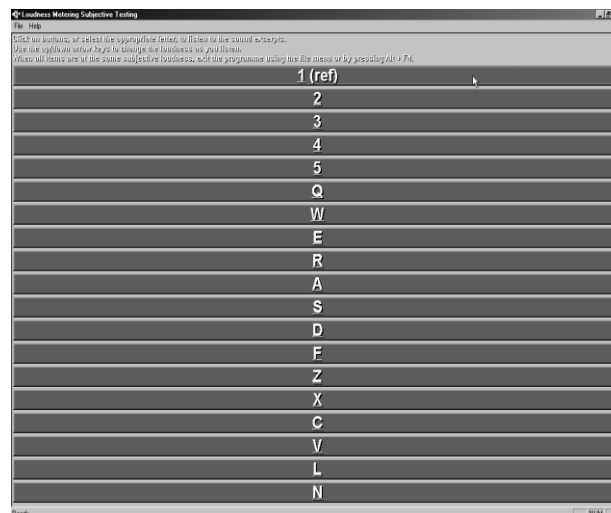 Loudness Metering Subjective Testing
File Help
Click on buttons, or select the appropriate letter, to listen to the sound excerpts.
Use the up/down arrow keys to change the loudness as you listen.
When all items are at the same subjective loudness, exit the programme using the file menu or by pressing Alt + F4.
1 (ref)
2
3
4
5
Q
W
E
R
A
S
D
F
Z
X
C
V
L
N
Ready
NUM